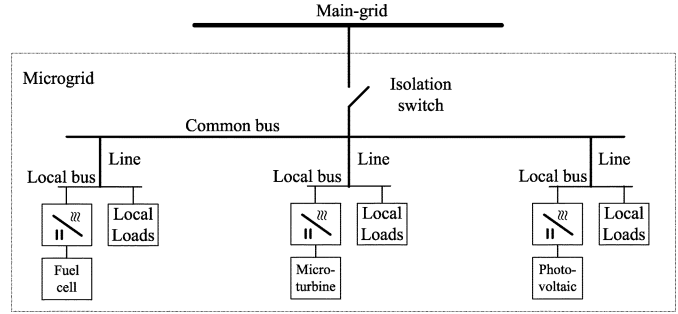 Main-grid
Microgrid
Isolation
switch
Common bus
Line
Line
Line
Local bus
Local bus
Local bus
Local
Loads
Local
Loads
Local
Loads
Fuel
cell
Micro-
turbine
Photo-
voltaic